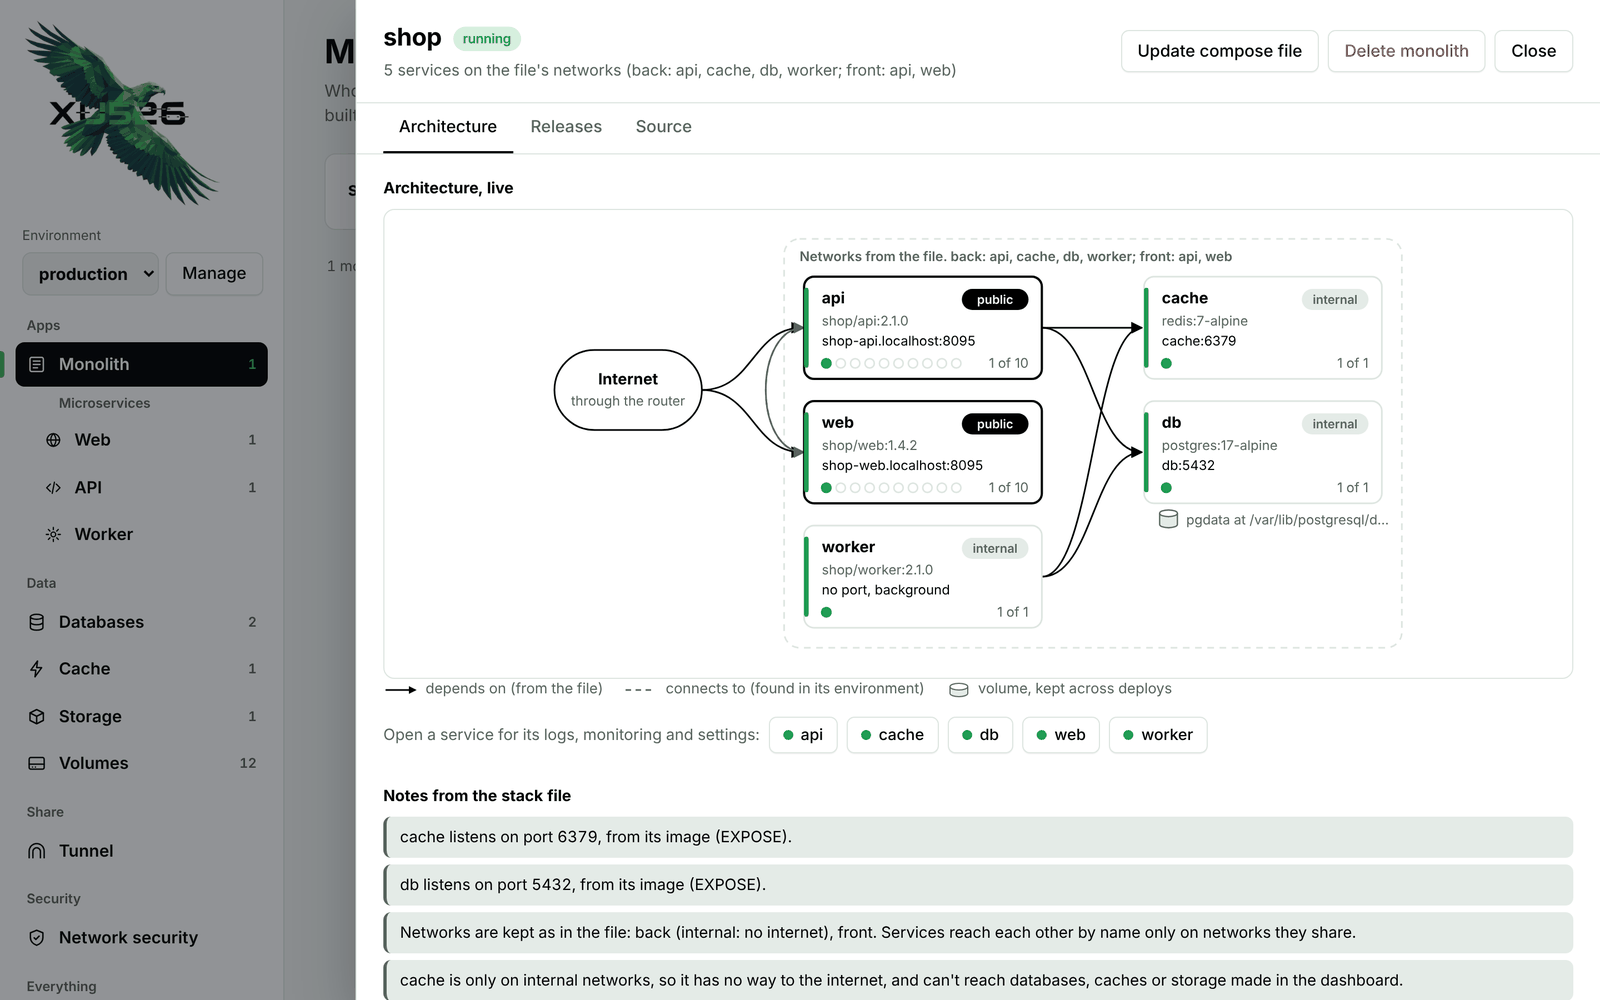 XU526
Environment
production
Manage
Apps
Monolith 1
Microservices
Web 1
API 1
Worker
Data
Databases 2
Cache 1
Storage 1
Volumes 12
Share
Tunnel
Security
Network security
Everything
1 mo
shop running
5 services on the file's networks (back: api, cache, db, worker; front: api, web)
Update compose file
Delete monolith
Close
Architecture Releases Source
Architecture, live
Networks from the file. back: api, cache, db, worker; front: api, web
Internet
through the router
api public
shop/api:2.1.0
shop-api.localhost:8095
1 of 10
cache internal
redis:7-alpine
cache:6379
1 of 1
web public
shop/web:1.4.2
shop-web.localhost:8095
1 of 10
db internal
postgres:17-alpine
db:5432
1 of 1
pgdata at /var/lib/postgresql/d...
worker internal
shop/worker:2.1.0
no port, background
1 of 1
depends on (from the file) connects to (found in its environment) volume, kept across deploys
Open a service for its logs, monitoring and settings: api cache db web worker
Notes from the stack file
cache listens on port 6379, from its image (EXPOSE).
db listens on port 5432, from its image (EXPOSE).
Networks are kept as in the file: back (internal: no internet), front. Services reach each other by name only on networks they share.
cache is only on internal networks, so it has no way to the internet, and can't reach databases, caches or storage made in the dashboard.